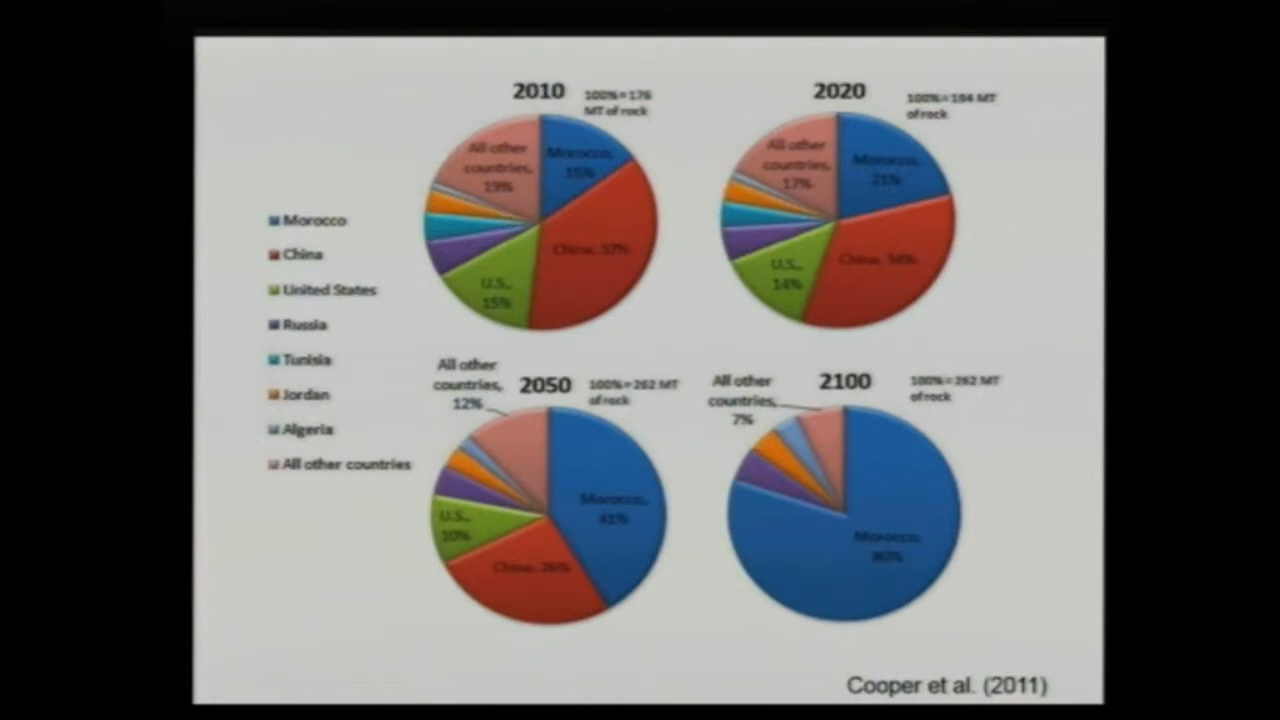 2010
100%=176
MT of rock
All other
countries,
19%
Morocco,
15%
China, 37%
U.S.,
15%
2020
100%=194 MT
of rock
All other
countries,
17%
Morocco,
21%
China, 34%
U.S.,
14%
Morocco
China
United States
Russia
Tunisia
Jordan
Algeria
All other countries
All other
countries,
12%
2050
100%=262 MT
of rock
Morocco,
41%
U.S.,
10%
China, 26%
All other
countries,
7%
2100
100%=262 MT
of rock
Morocco,
80%
Cooper et al. (2011)